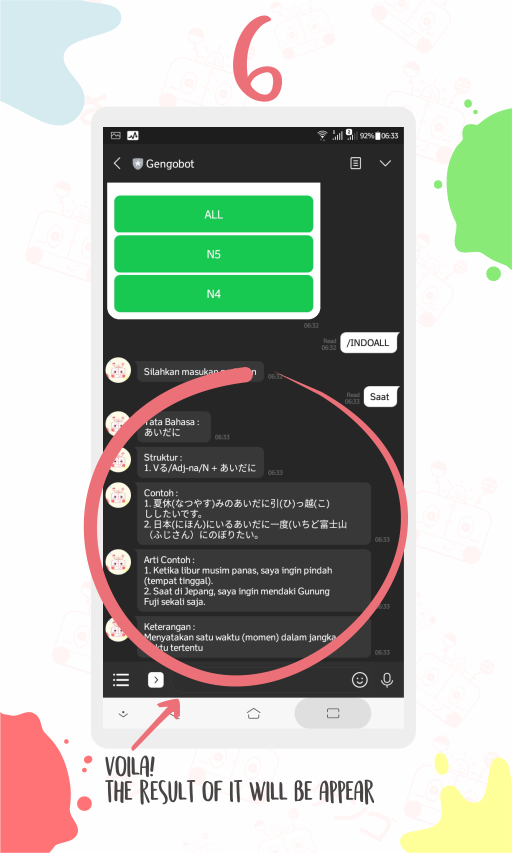 6
92% 06:33
Gengobot
ALL
N5
N4
06:32
Read
06:32
/INDOALL
Silahkan masukan
06:32
Read
06:33
Saat
Tata Bahasa :
あいだに
06:33
Struktur :
1. Vる/Adj-na/N + あいだに
06:33
Contoh :
1. 夏休(なつやす)みのあいだに引(ひ)っ越(こ)
ししたいです。
2. 日本(にほん)にいるあいだに一度(いちど富士山
（ふじさん）にのぼりたい。
06:33
Arti Contoh :
1. Ketika libur musim panas, saya ingin pindah
(tempat tinggal).
2. Saat di Jepang, saya ingin mendaki Gunung
Fuji sekali saja.
06:33
Keterangan :
Menyatakan satu waktu (momen) dalam jangka
waktu tertentu
06:33
VOILA!
THE RESULT OF IT WILL BE APPEAR